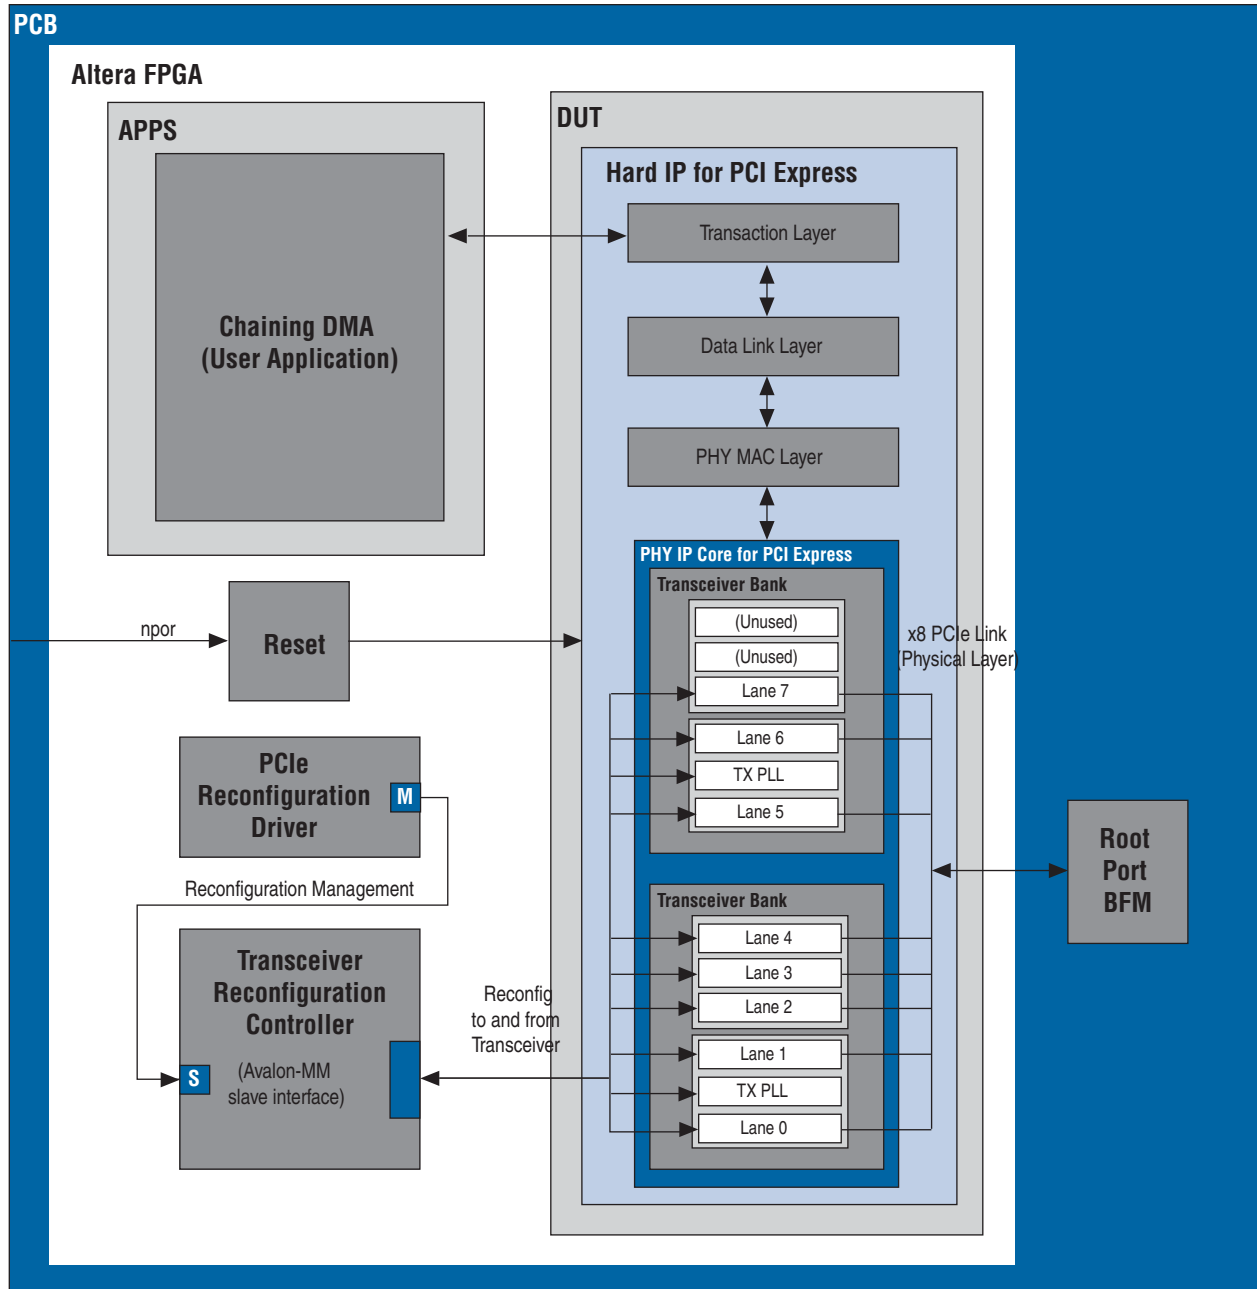 PCB
Altera FPGA
APPS
Chaining DMA
(User Application)
DUT
Hard IP for PCI Express
Transaction Layer
Data Link Layer
PHY MAC Layer
PHY IP Core for PCI Express
Transceiver Bank
(Unused)
(Unused)
Lane 7
Lane 6
TX PLL
Lane 5
Transceiver Bank
Lane 4
Lane 3
Lane 2
Lane 1
TX PLL
Lane 0
x8 PCIe Link
(Physical Layer)
npor
Reset
PCIe
Reconfiguration
Driver
M
Reconfiguration Management
Transceiver
Reconfiguration
Controller
S
(Avalon-MM
slave interface)
Reconfig
to and from
Transceiver
Root
Port
BFM